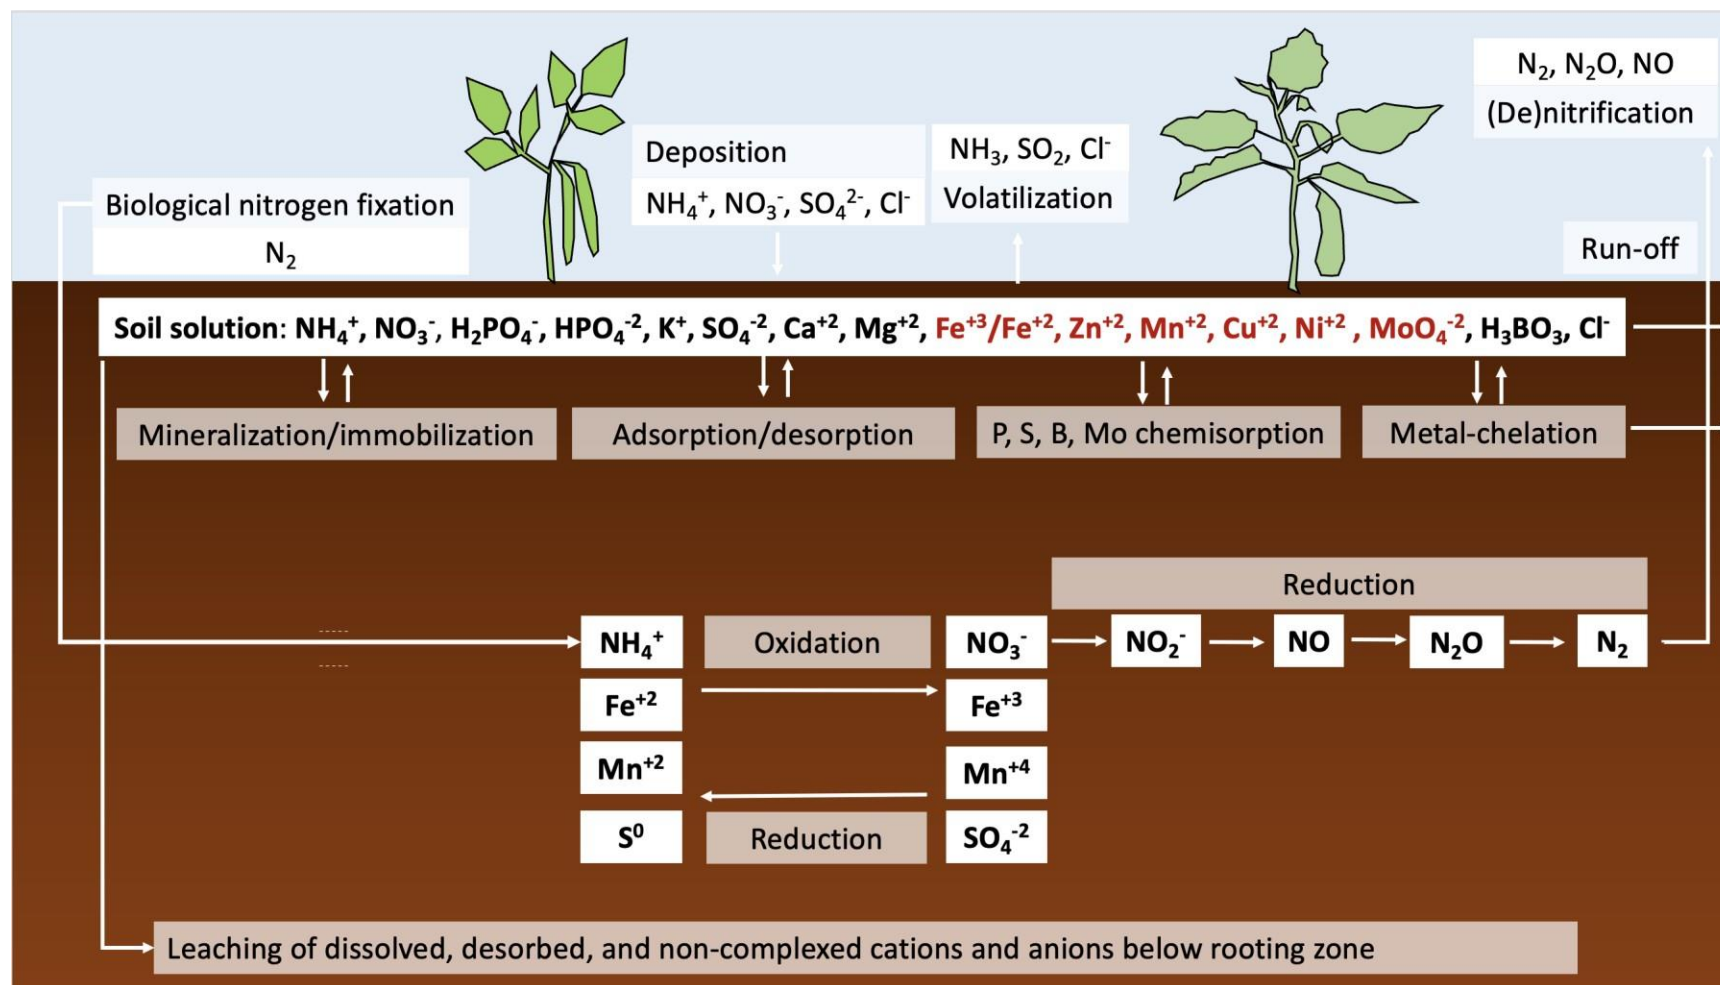 N₂, N₂O, NO
(De)nitrification
Deposition
NH₄⁺, NO₃⁻, SO₄²⁻, Cl⁻
NH₃, SO₂, Cl⁻
Volatilization
Biological nitrogen fixation
N₂
Run-off
Soil solution: NH₄⁺, NO₃⁻, H₂PO₄⁻, HPO₄⁻², K⁺, SO₄⁻², Ca⁺², Mg⁺², Fe⁺³/Fe⁺², Zn⁺², Mn⁺², Cu⁺², Ni⁺² , MoO₄⁻², H₃BO₃, Cl⁻
Mineralization/immobilization
Adsorption/desorption
P, S, B, Mo chemisorption
Metal-chelation
Reduction
NH₄⁺
Oxidation
NO₃⁻
NO₂⁻
NO
N₂O
N₂
Fe⁺²
Fe⁺³
Mn⁺²
Mn⁺⁴
S⁰
Reduction
SO₄⁻²
Leaching of dissolved, desorbed, and non-complexed cations and anions below rooting zone